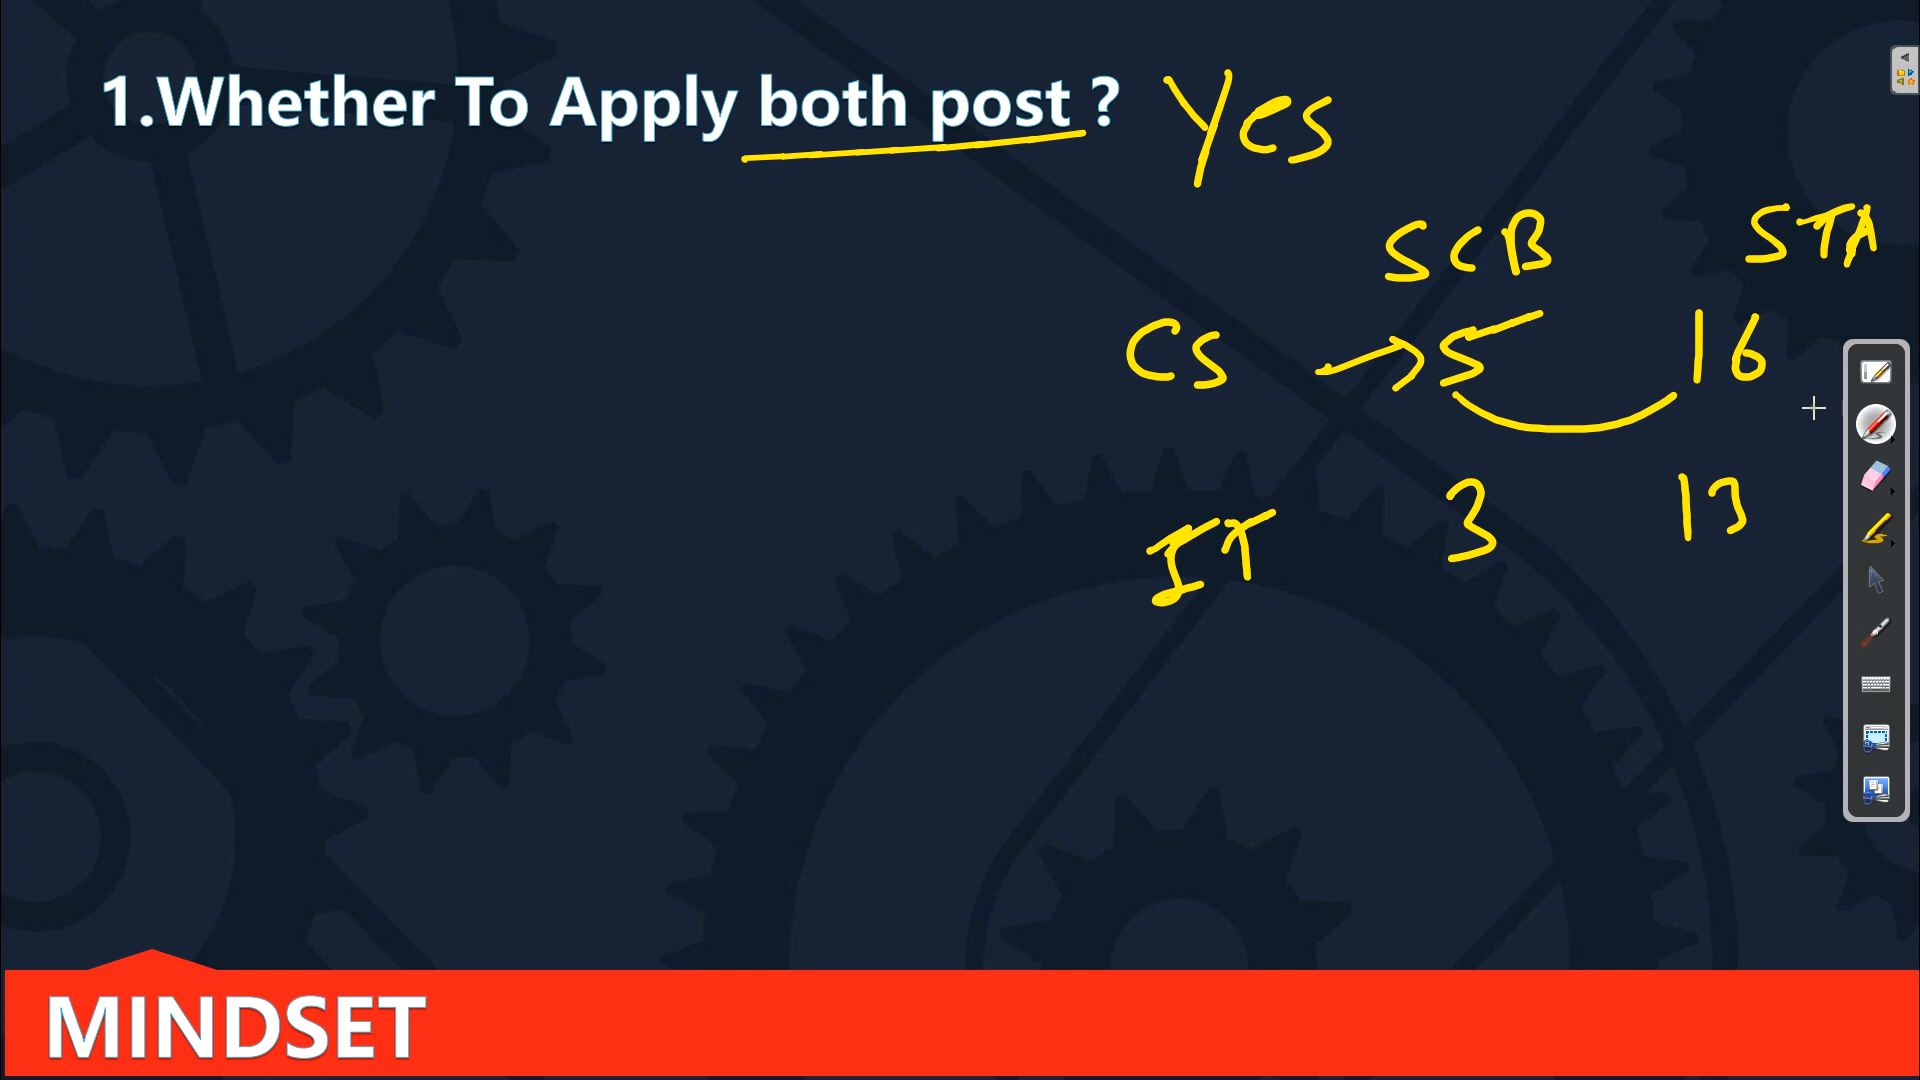 1.Whether To Apply both post ? Yes
SCB STA
CS → 5 16
IT 3 13
MINDSET